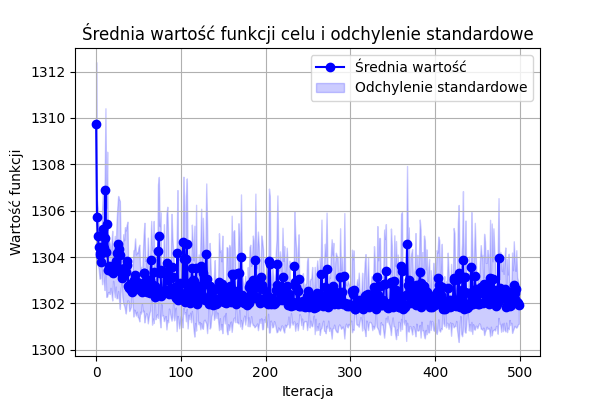 Średnia wartość funkcji celu i odchylenie standardowe
Średnia wartość
Odchylenie standardowe
Wartość funkcji
1312
1310
1308
1306
1304
1302
1300
0 100 200 300 400 500
Iteracja